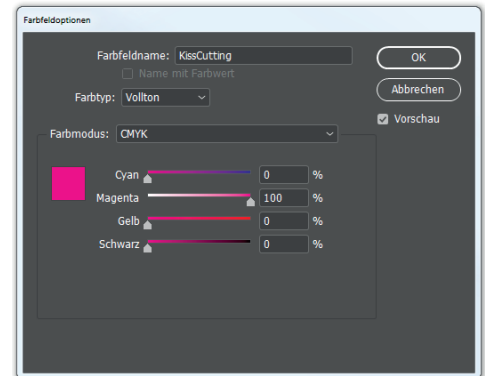 Farbfeldoptionen
Farbfeldname: KissCutting
OK
Name mit Farbwert
Abbrechen
Farbtyp: Vollton
Vorschau
Farbmodus: CMYK
Cyan 0 %
Magenta 100 %
Gelb 0 %
Schwarz 0 %